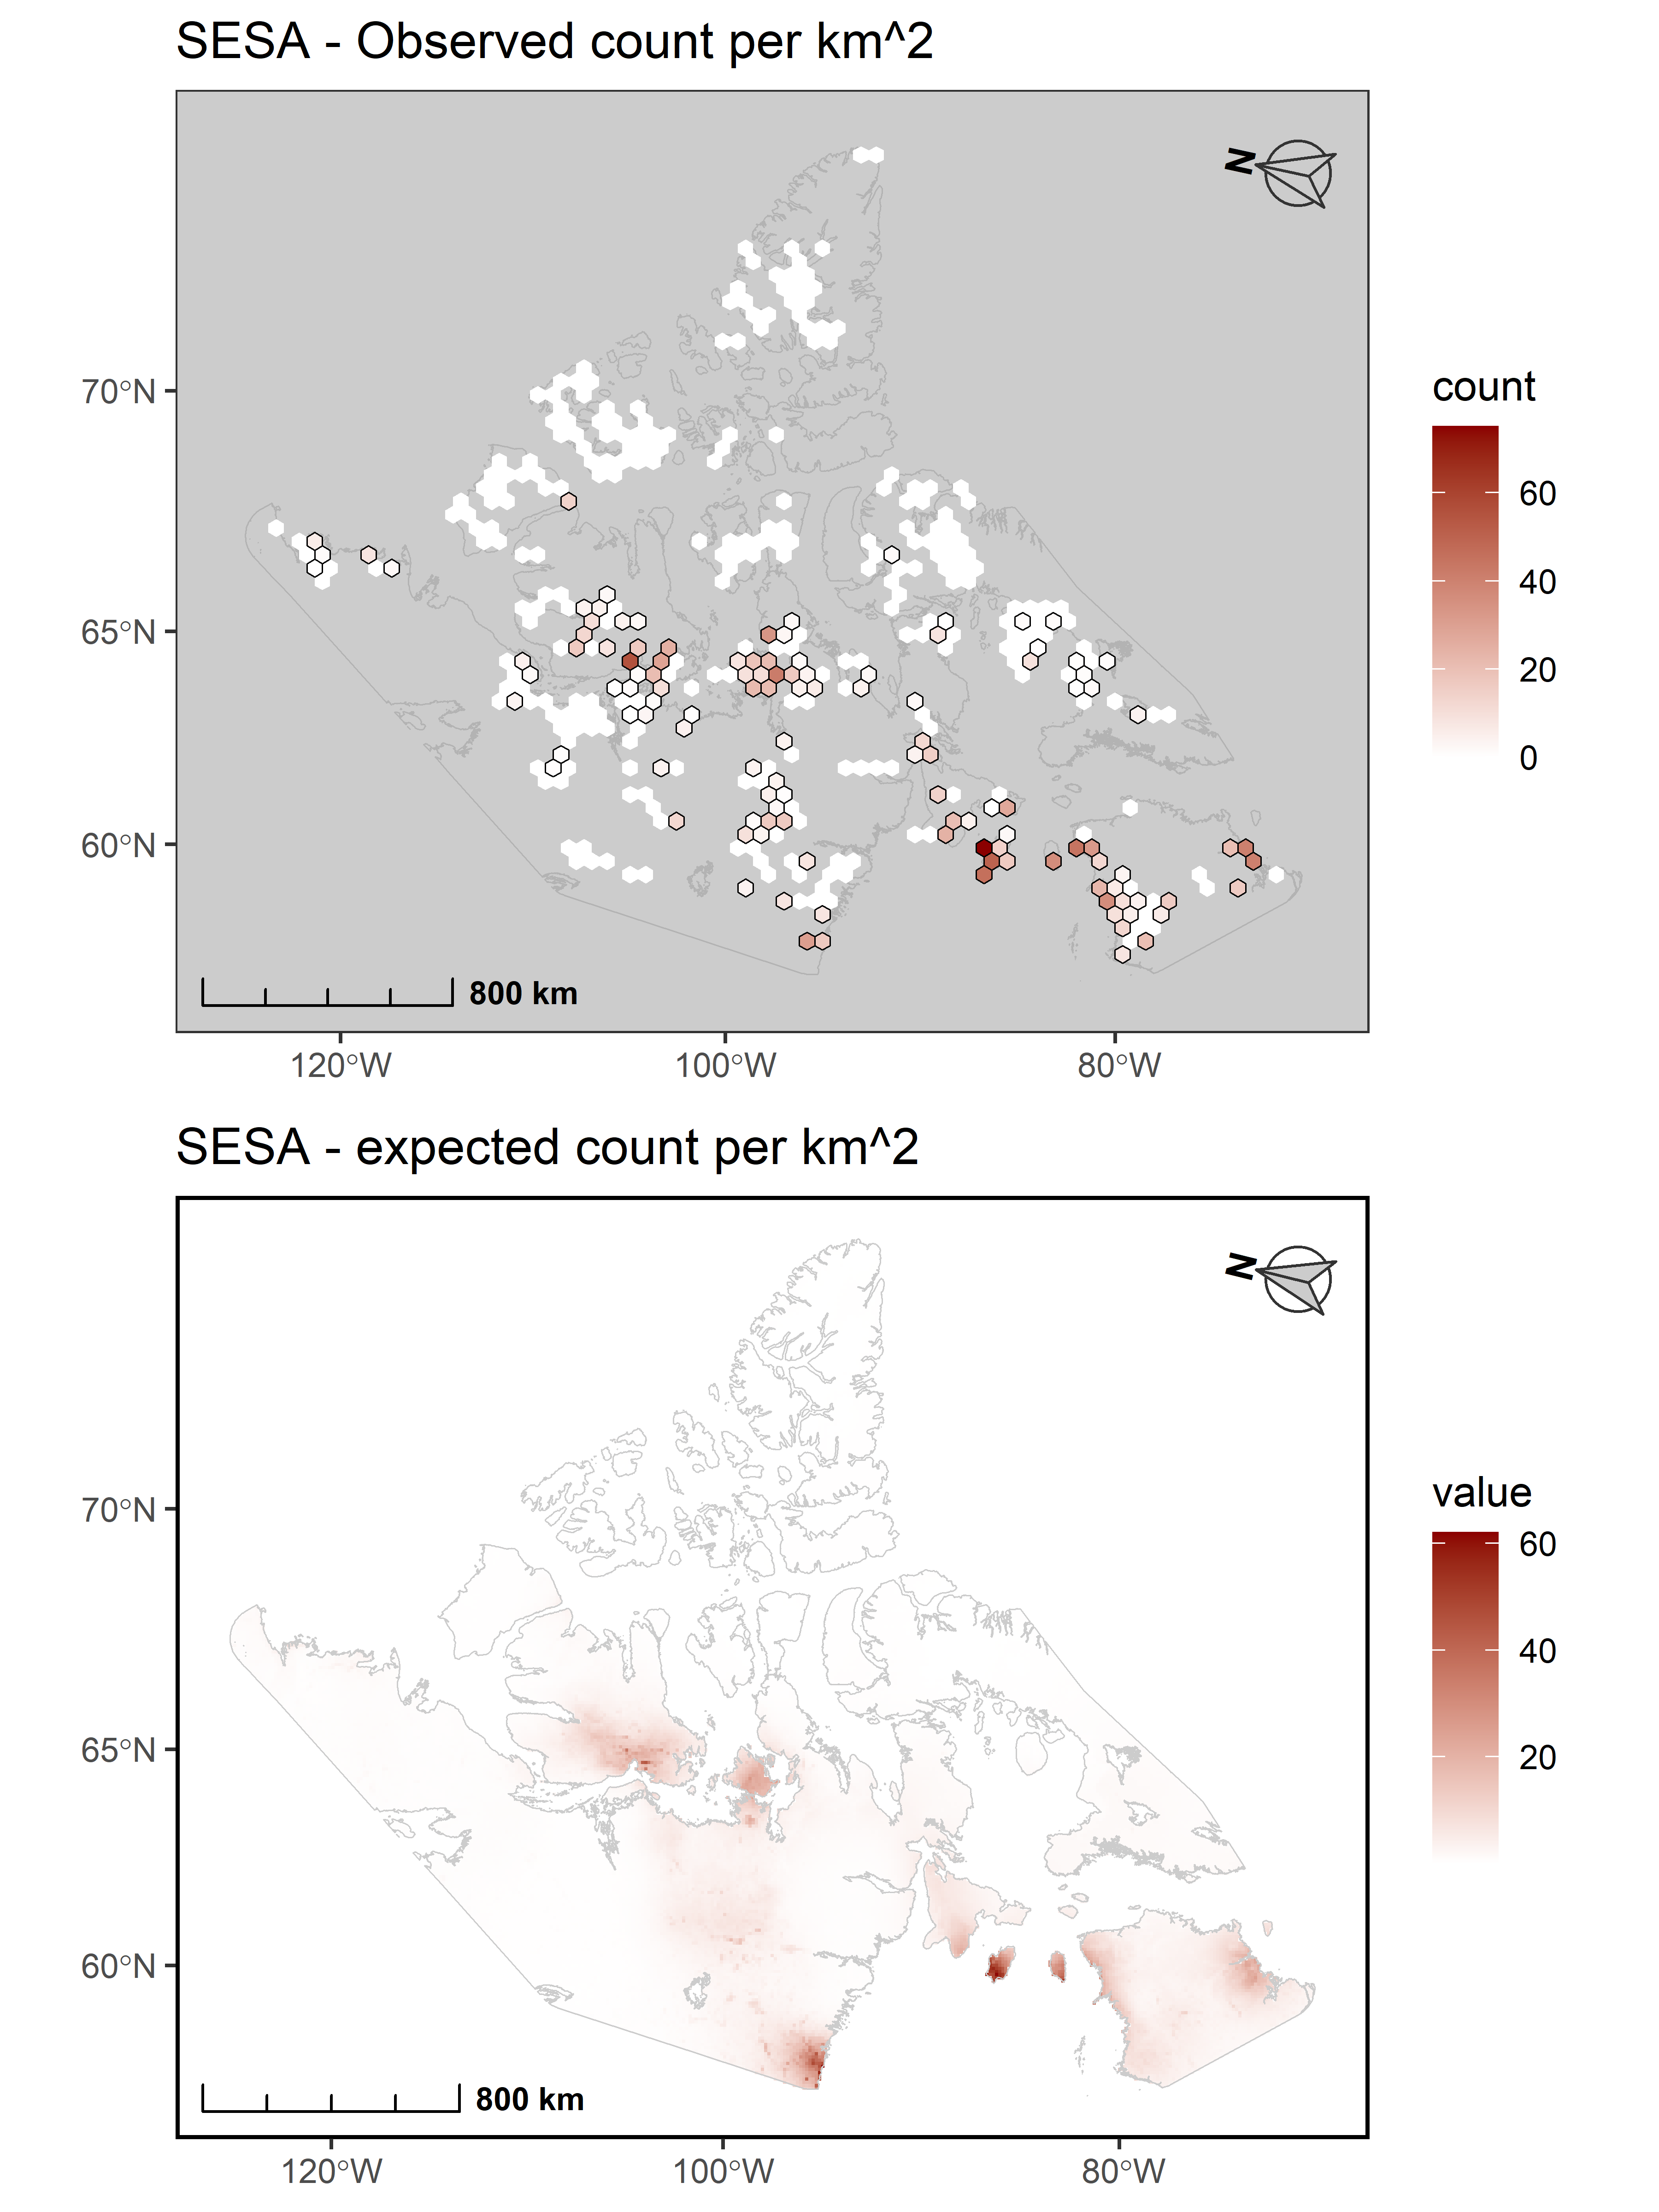 SESA - Observed count per km^2
N
70°N
65°N
60°N
800 km
120°W
100°W
80°W
count
60
40
20
0
SESA - expected count per km^2
N
70°N
65°N
60°N
800 km
120°W
100°W
80°W
value
60
40
20